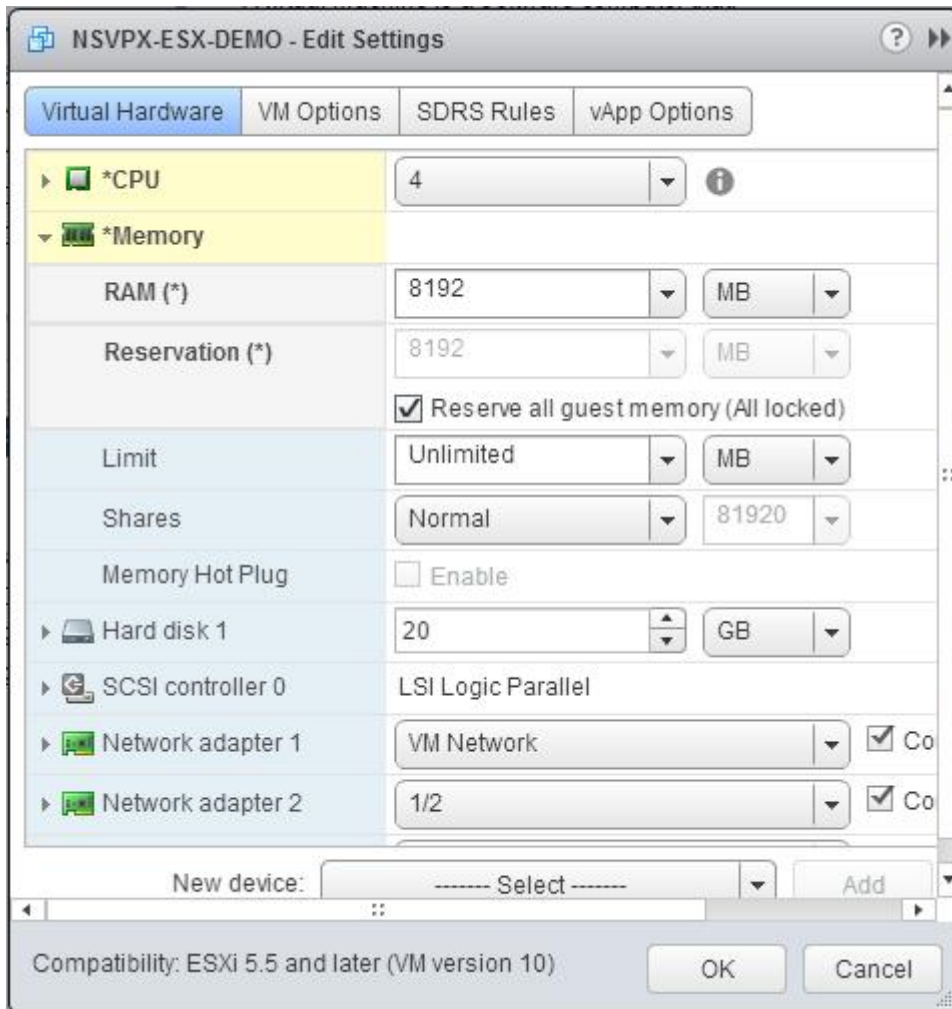 NSVPX-ESX-DEMO - Edit Settings ?
Virtual Hardware VM Options SDRS Rules vApp Options
*CPU 4
*Memory
RAM (*) 8192 MB
Reservation (*) 8192 MB
Reserve all guest memory (All locked)
Limit Unlimited MB
Shares Normal 81920
Memory Hot Plug Enable
Hard disk 1 20 GB
SCSI controller 0 LSI Logic Parallel
Network adapter 1 VM Network Co
Network adapter 2 1/2 Co
New device: ------- Select ------- Add
Compatibility: ESXi 5.5 and later (VM version 10) OK Cancel